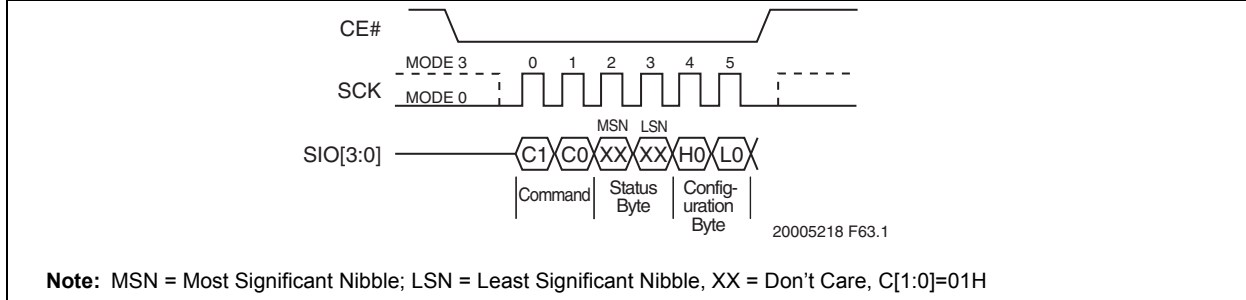 CE#
MODE 3
0 1 2 3 4 5
SCK
MODE 0
MSN LSN
SIO[3:0]
C1 C0 XX XX H0 L0
Command
Status
Byte
Config-
uration
Byte
20005218 F63.1
Note: MSN = Most Significant Nibble; LSN = Least Significant Nibble, XX = Don't Care, C[1:0]=01H